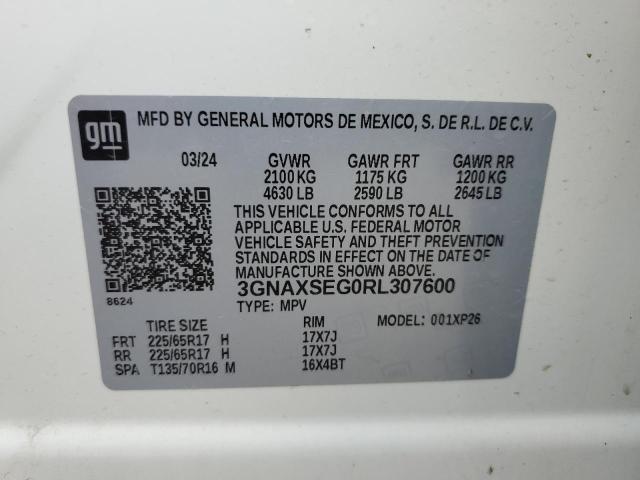 gm MFD BY GENERAL MOTORS DE MEXICO, S. DE R.L. DE C.V.
03/24 GVWR GAWR FRT GAWR RR
2100 KG 1175 KG 1200 KG
4630 LB 2590 LB 2645 LB
THIS VEHICLE CONFORMS TO ALL
APPLICABLE U.S. FEDERAL MOTOR
VEHICLE SAFETY AND THEFT PREVENTION
STANDARDS IN EFFECT ON THE DATE OF
MANUFACTURE SHOWN ABOVE.
3GNAXSEG0RL307600
8624
TYPE: MPV
TIRE SIZE RIM MODEL: 001XP26
FRT 225/65R17 H 17X7J
RR 225/65R17 H 17X7J
SPA T135/70R16 M 16X4BT